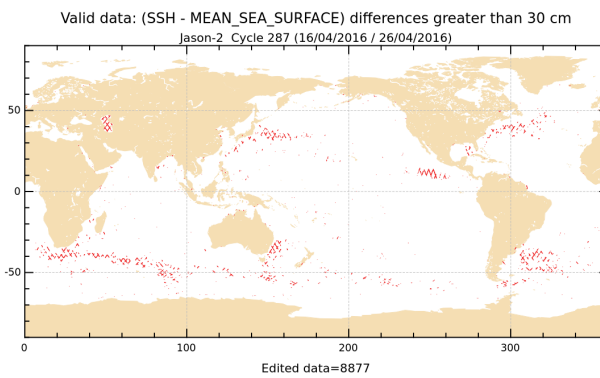 Valid data: (SSH - MEAN_SEA_SURFACE) differences greater than 30 cm
Jason-2 Cycle 287 (16/04/2016 / 26/04/2016)
50
0
-50
0 100 200 300
Edited data=8877